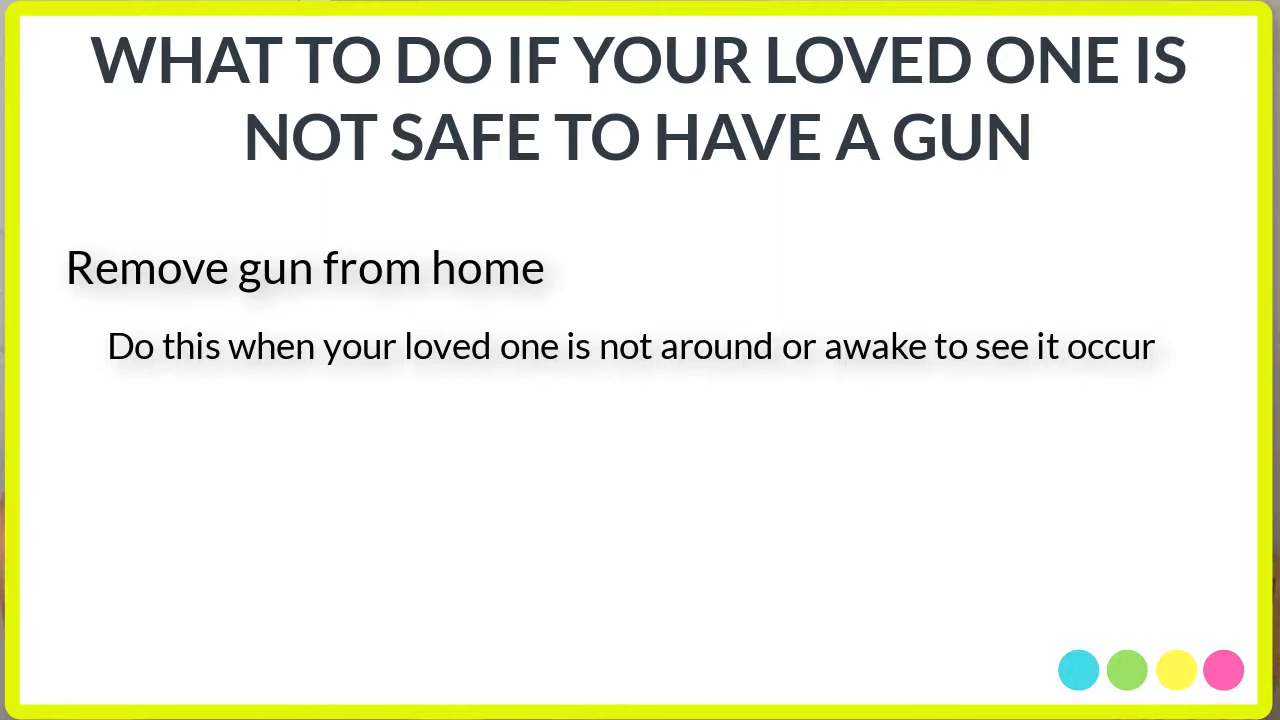 WHAT TO DO IF YOUR LOVED ONE IS
NOT SAFE TO HAVE A GUN
Remove gun from home
Do this when your loved one is not around or awake to see it occur